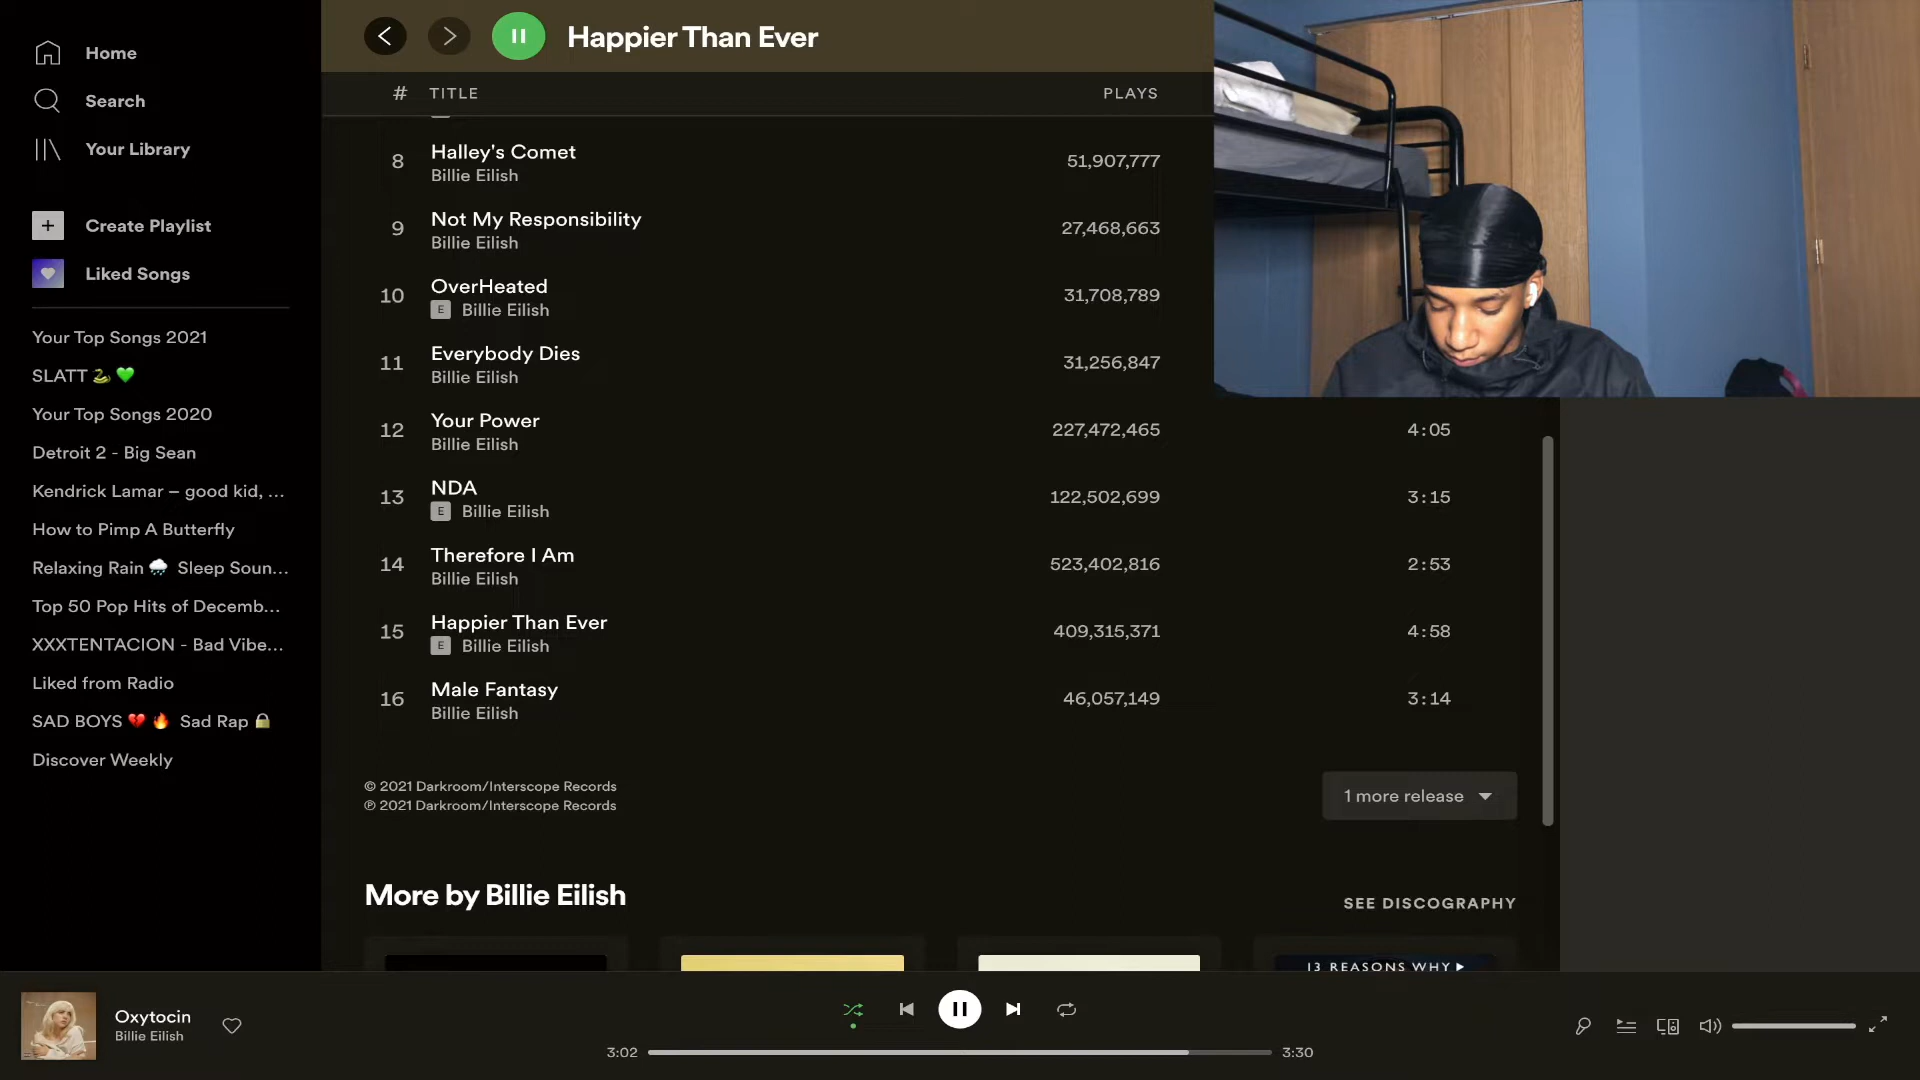 Home
Search
Your Library
Create Playlist
Liked Songs
Your Top Songs 2021
SLATT 🐍 💚
Your Top Songs 2020
Detroit 2 - Big Sean
Kendrick Lamar – good kid, ...
How to Pimp A Butterfly
Relaxing Rain 🌧️ Sleep Soun...
Top 50 Pop Hits of Decemb...
XXXTENTACION - Bad Vibe...
Liked from Radio
SAD BOYS 💔 🔥 Sad Rap 🔒
Discover Weekly
Happier Than Ever
# TITLE PLAYS
8 Halley's Comet 51,907,777
Billie Eilish
9 Not My Responsibility 27,468,663
Billie Eilish
10 OverHeated 31,708,789
E Billie Eilish
11 Everybody Dies 31,256,847
Billie Eilish
12 Your Power 227,472,465 4:05
Billie Eilish
13 NDA 122,502,699 3:15
E Billie Eilish
14 Therefore I Am 523,402,816 2:53
Billie Eilish
15 Happier Than Ever 409,315,371 4:58
E Billie Eilish
16 Male Fantasy 46,057,149 3:14
Billie Eilish
© 2021 Darkroom/Interscope Records
℗ 2021 Darkroom/Interscope Records
1 more release
More by Billie Eilish
SEE DISCOGRAPHY
13 REASONS WHY
Oxytocin
Billie Eilish
3:02 3:30